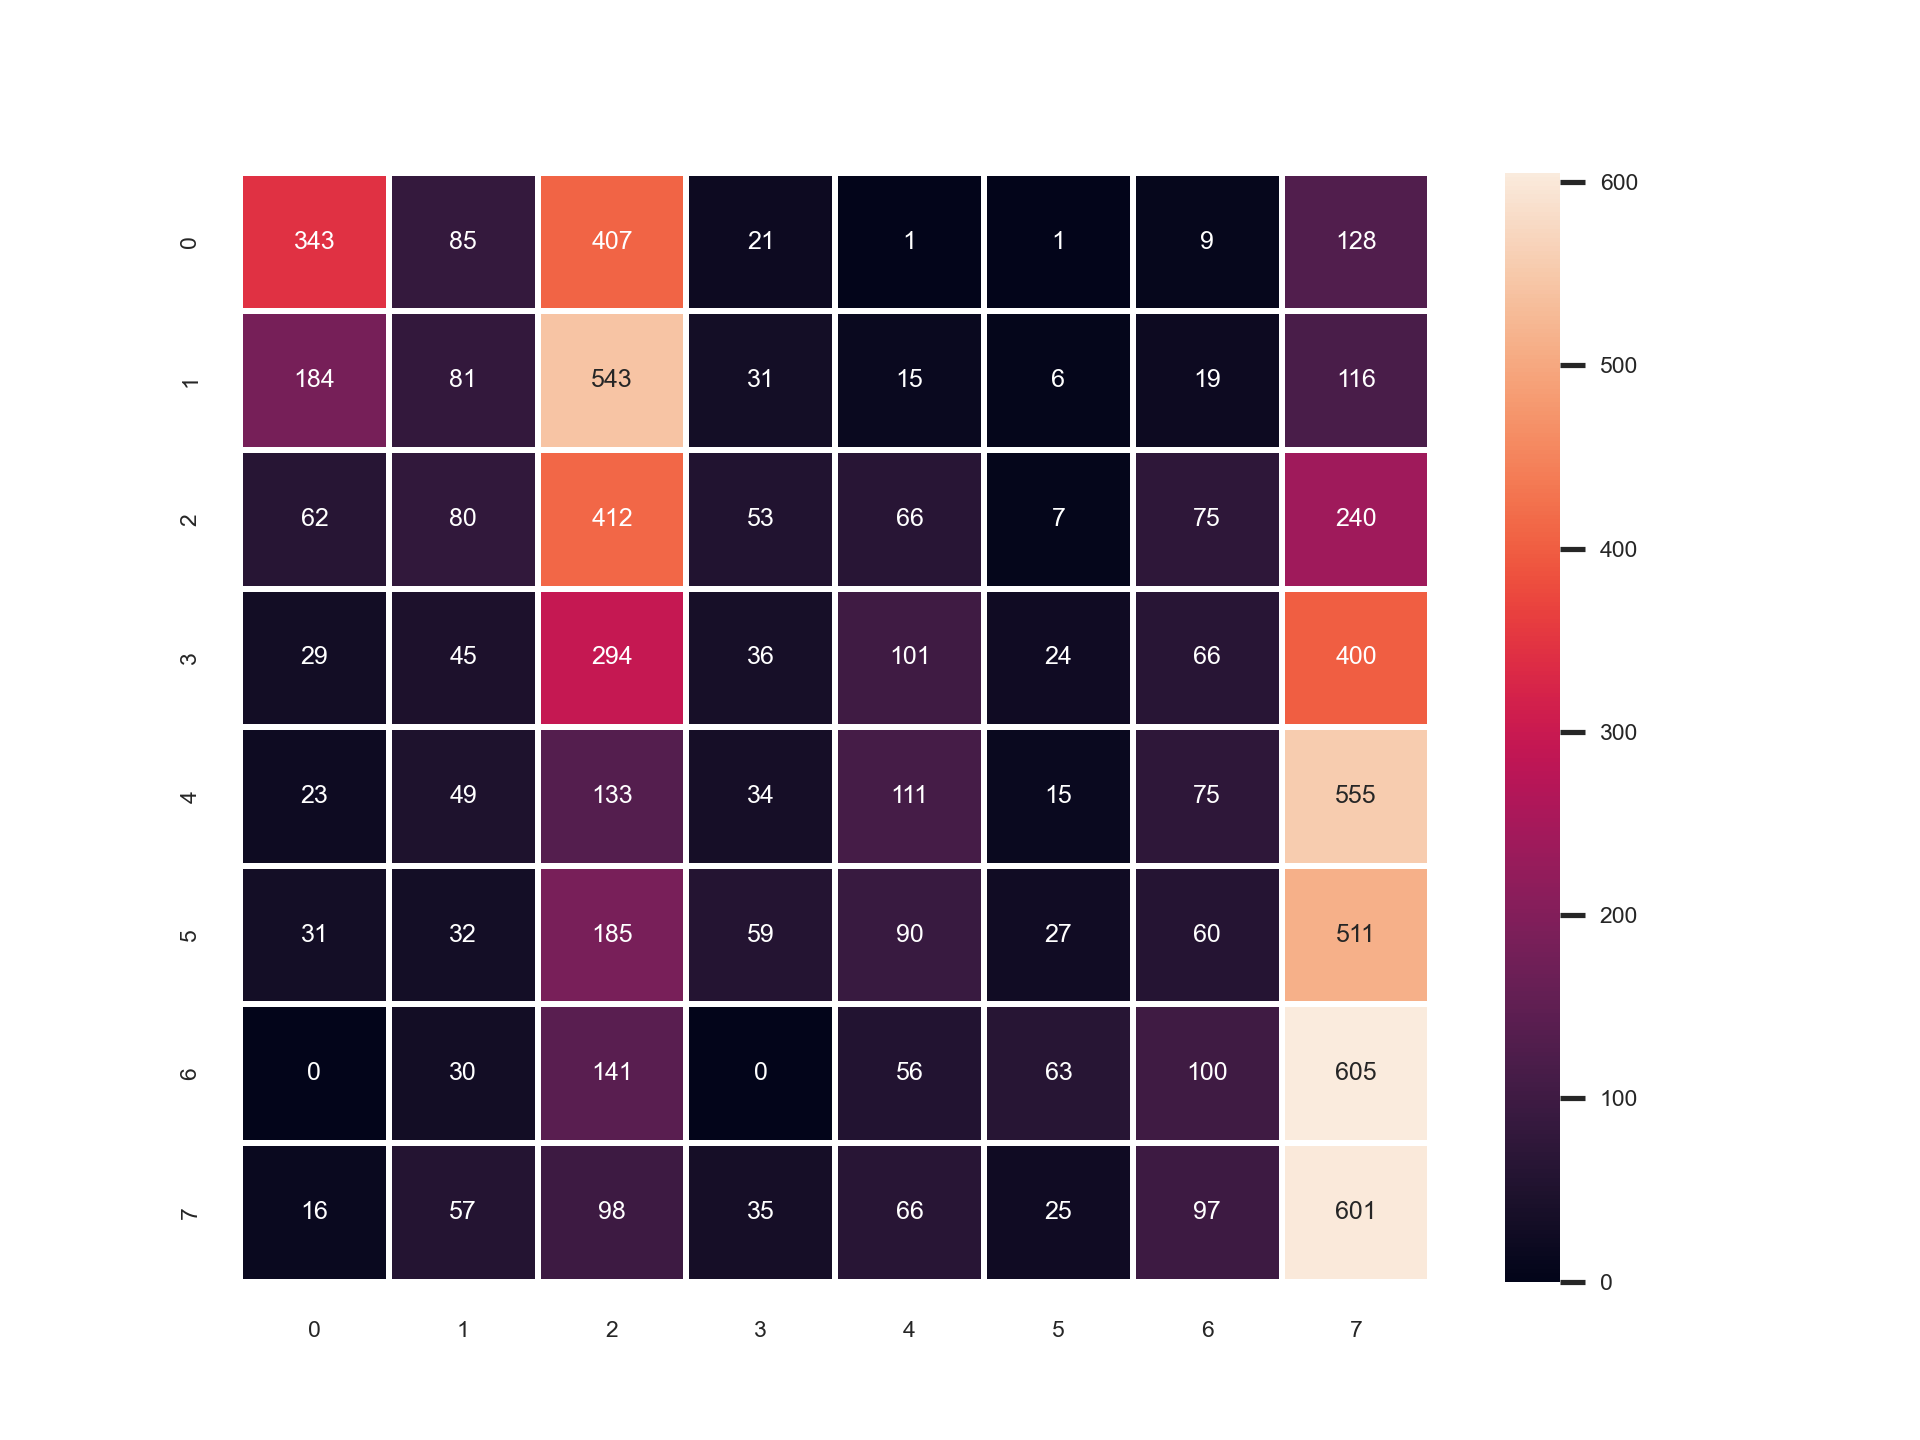 0 343 85 407 21 1 1 9 128
1 184 81 543 31 15 6 19 116
2 62 80 412 53 66 7 75 240
3 29 45 294 36 101 24 66 400
4 23 49 133 34 111 15 75 555
5 31 32 185 59 90 27 60 511
6 0 30 141 0 56 63 100 605
7 16 57 98 35 66 25 97 601
0 1 2 3 4 5 6 7
600
500
400
300
200
100
0